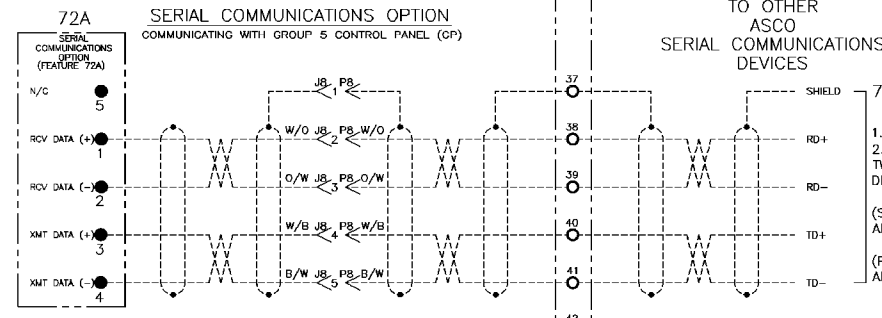 72A
SERIAL COMMUNICATIONS OPTION
COMMUNICATING WITH GROUP 5 CONTROL PANEL (CP)
TO OTHER
ASCO
SERIAL COMMUNICATIONS
DEVICES
SERIAL
COMMUNICATIONS
OPTION
(FEATURE 72A)
N/C
5
J8 1 P8
37
SHIELD
7
RCV DATA (+)
1
W/O J8 2 P8 W/O
38
RD+
1.
2.
RCV DATA (-)
2
O/W J8 3 P8 O/W
39
RD-
XMT DATA (+)
3
W/B J8 4 P8 W/B
40
TD+
XMT DATA (-)
4
B/W J8 5 P8 B/W
41
TD-